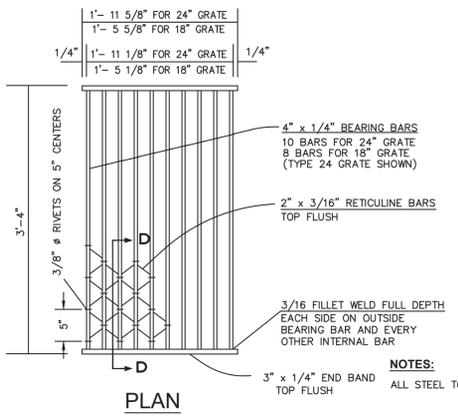 1'- 11 5/8" FOR 24" GRATE
1'- 5 5/8" FOR 18" GRATE
1/4"
1'- 11 1/8" FOR 24" GRATE
1'- 5 1/8" FOR 18" GRATE
1/4"
4" x 1/4" BEARING BARS
10 BARS FOR 24" GRATE
8 BARS FOR 18" GRATE
(TYPE 24 GRATE SHOWN)
3'-4"
3/8" ø RIVETS ON 5" CENTERS
2" x 3/16" RETICULINE BARS
TOP FLUSH
D
5"
3/16 FILLET WELD FULL DEPTH
EACH SIDE ON OUTSIDE
BEARING BAR AND EVERY
OTHER INTERNAL BAR
D
3" x 1/4" END BAND
TOP FLUSH
NOTES:
ALL STEEL TO
PLAN